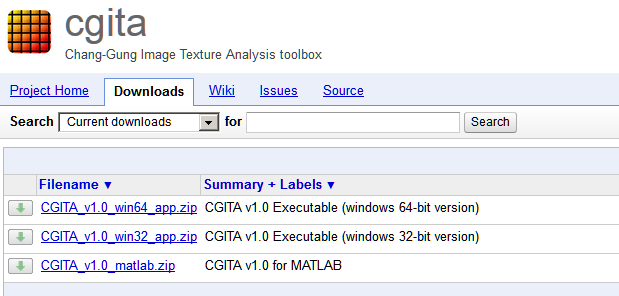 cgita
Chang-Gung Image Texture Analysis toolbox
Project Home Downloads Wiki Issues Source
Search Current downloads for Search
Filename ▼ Summary + Labels ▼
CGITA_v1.0_win64_app.zip CGITA v1.0 Executable (windows 64-bit version)
CGITA_v1.0_win32_app.zip CGITA v1.0 Executable (windows 32-bit version)
CGITA_v1.0_matlab.zip CGITA v1.0 for MATLAB